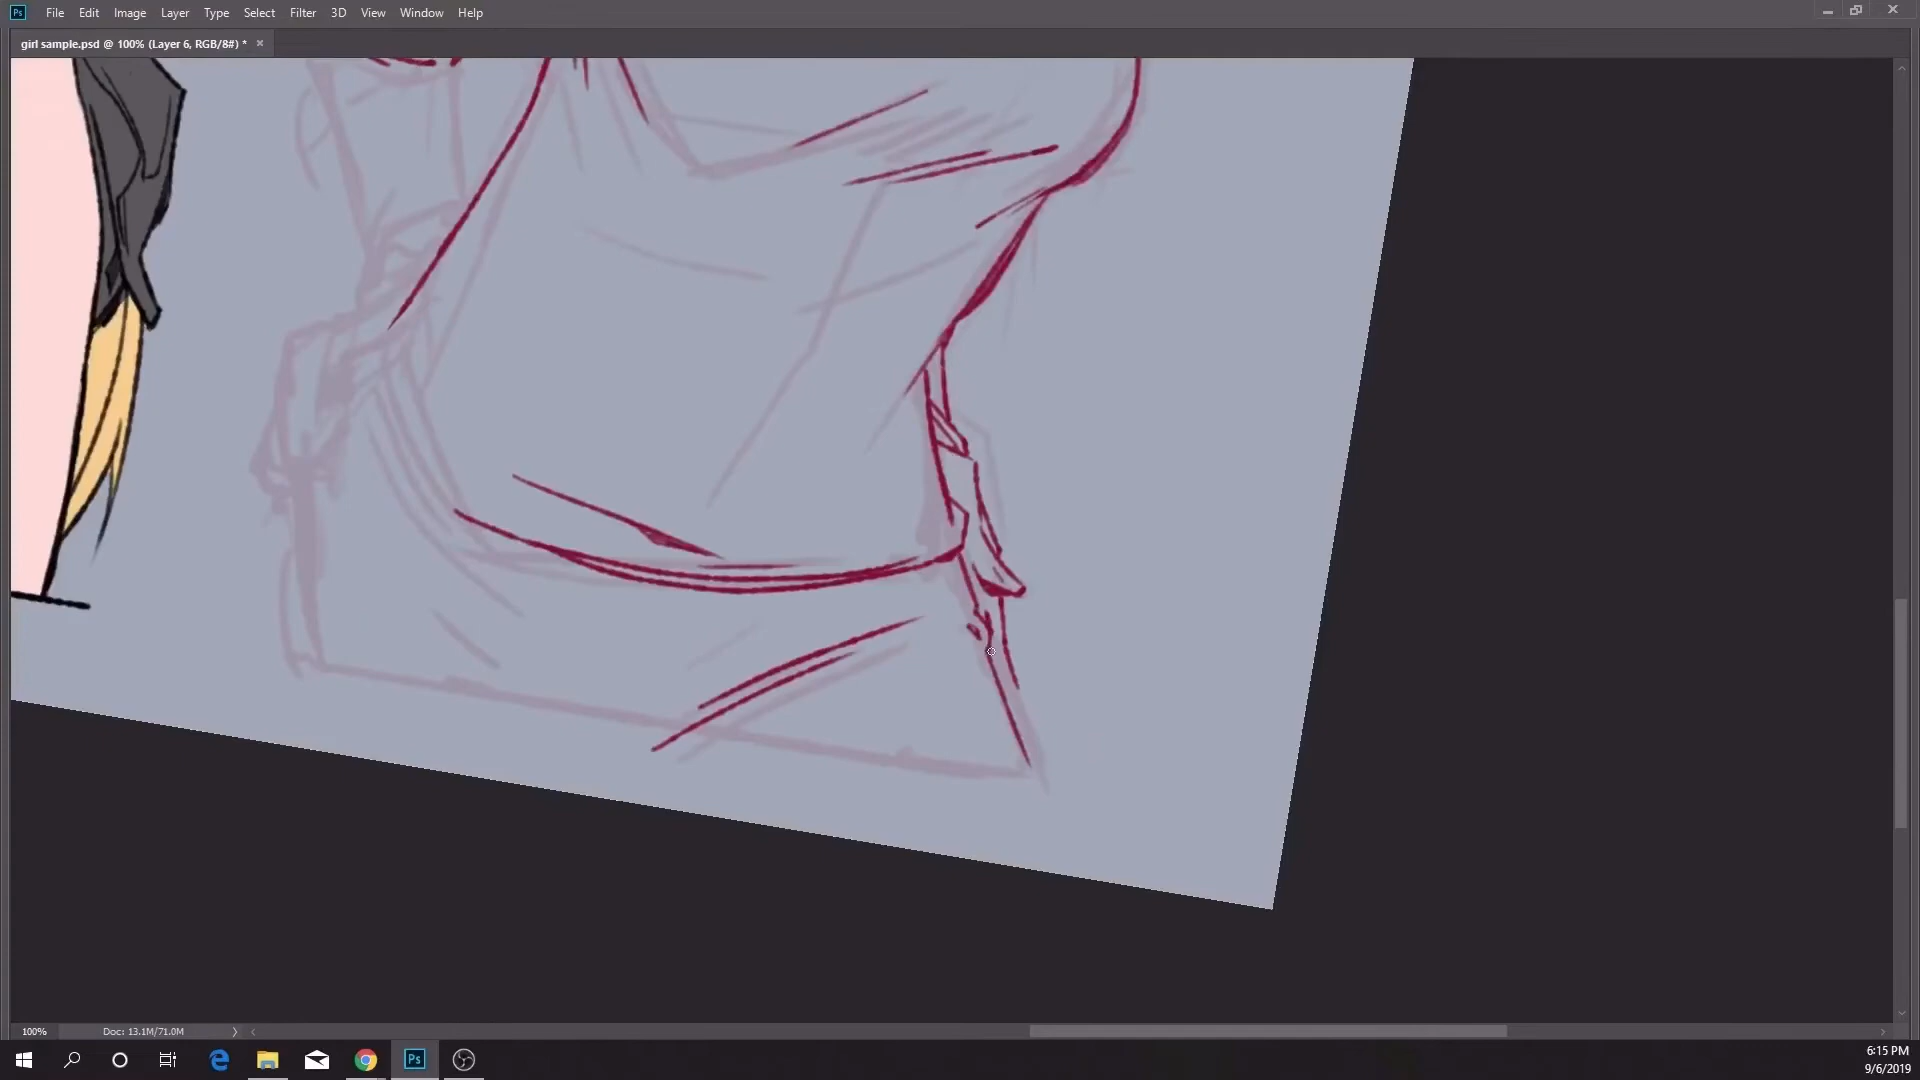 Ps File Edit Image Layer Type Select Filter 3D View Window Help
girl sample.psd @ 100% (Layer 6, RGB/8#) *
100% Doc: 13.1M/71.0M
Ps
6:15 PM
9/6/2019